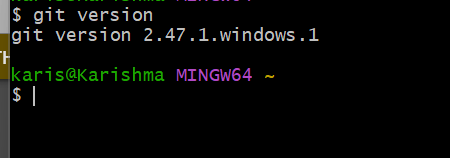 $ git version
git version 2.47.1.windows.1
karis@Karishma MINGW64 ~
$